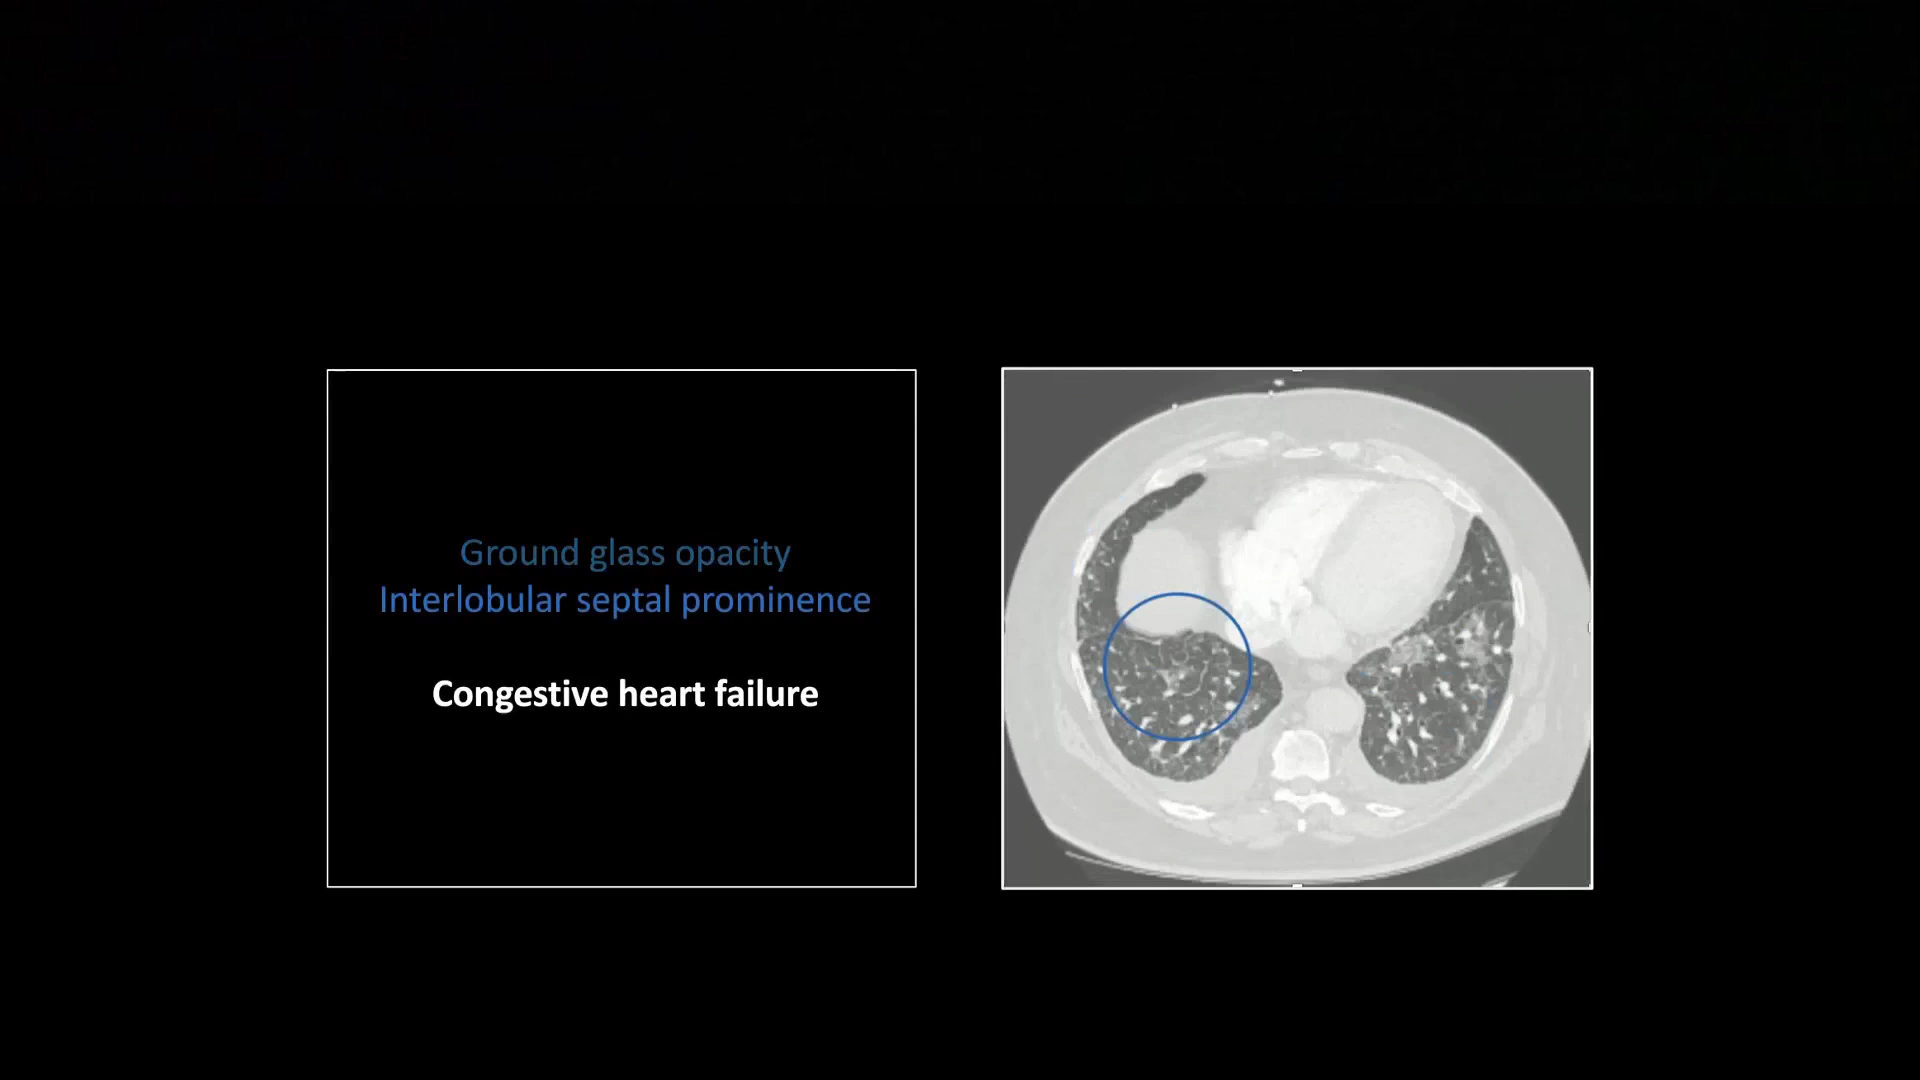 Ground glass opacity
Interlobular septal prominence
Congestive heart failure